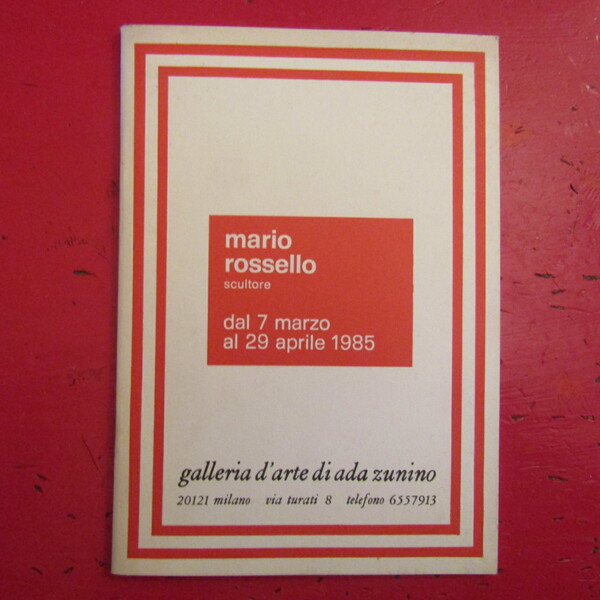 mario
rossello
scultore
dal 7 marzo
al 29 aprile 1985
galleria d'arte di ada zunino
20121 milano via turati 8 telefono 6557913